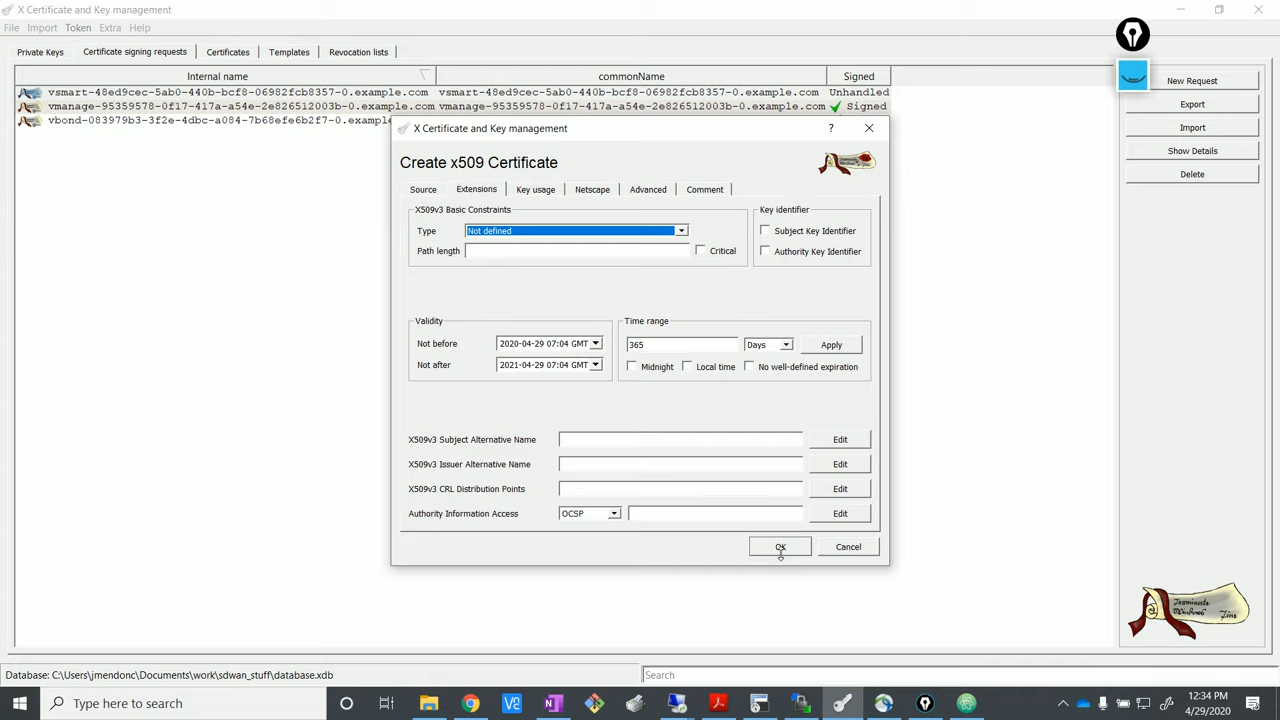 X Certificate and Key management
File Import Token Extra Help
Private Keys Certificate signing requests Certificates Templates Revocation lists
Internal name commonName Signed
vsmart-48ed9cec-5ab0-440b-bcf8-06982fcb8357-0.example.com vsmart-48ed9cec-5ab0-440b-bcf8-06982fcb8357-0.example.com Unhandled
vmanage-95359578-0f17-417a-a54e-2e826512003b-0.example.com vmanage-95359578-0f17-417a-a54e-2e826512003b-0.example.com Signed
vbond-083979b3-3f2e-4dbc-a084-7b68efe6b2f7-0.example
New Request
Export
Import
Show Details
Delete
X Certificate and Key management
?
Create x509 Certificate
Source Extensions Key usage Netscape Advanced Comment
X509v3 Basic Constraints
Type Not defined
Path length Critical
Key identifier
Subject Key Identifier
Authority Key Identifier
Validity
Not before 2020-04-29 07:04 GMT
Not after 2021-04-29 07:04 GMT
Time range
365 Days Apply
Midnight Local time No well-defined expiration
X509v3 Subject Alternative Name Edit
X509v3 Issuer Alternative Name Edit
X509v3 CRL Distribution Points Edit
Authority Information Access OCSP Edit
OK Cancel
Database: C:\Users\jmendonc\Documents\work\sdwan_stuff\database.xdb
Search
Type here to search
12:34 PM
4/29/2020